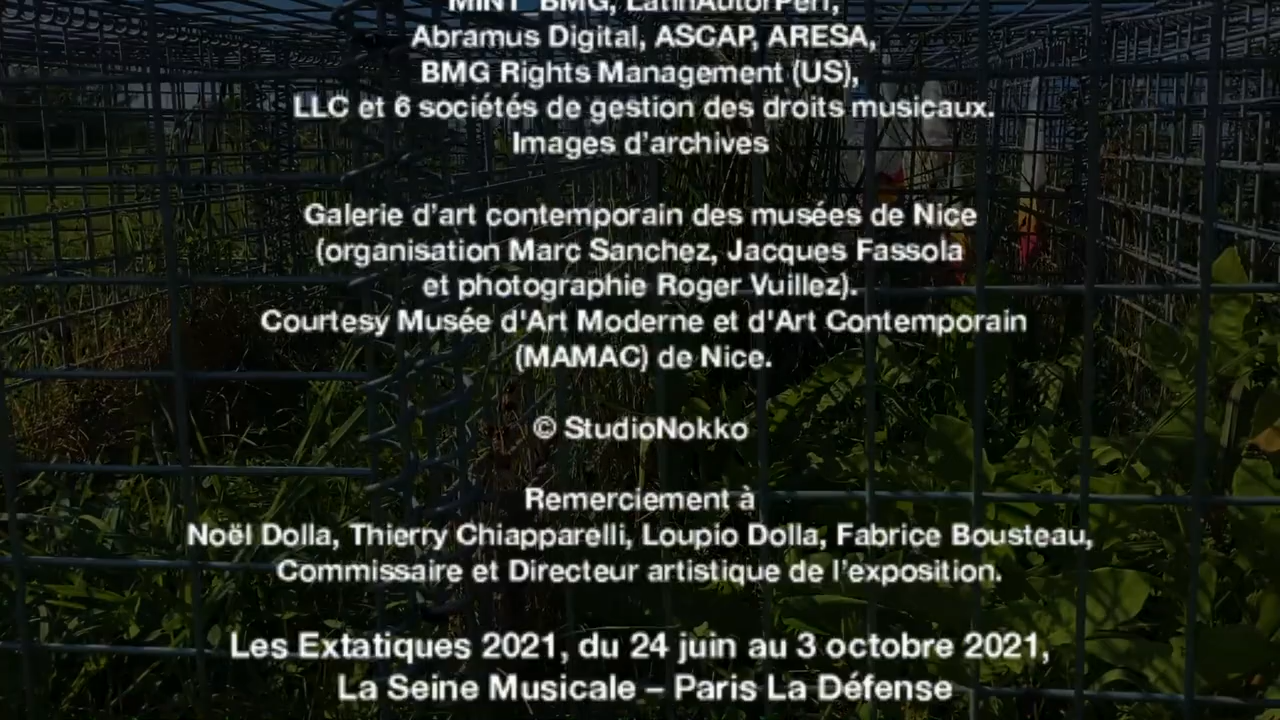 MINT_BMG, LatinAutorPerf,
Abramus Digital, ASCAP, ARESA,
BMG Rights Management (US),
LLC et 6 sociétés de gestion des droits musicaux.
Images d’archives
Galerie d’art contemporain des musées de Nice
(organisation Marc Sanchez, Jacques Fassola
et photographie Roger Vuillez).
Courtesy Musée d'Art Moderne et d'Art Contemporain
(MAMAC) de Nice.
© StudioNokko
Remerciement à
Noël Dolla, Thierry Chiapparelli, Loupio Dolla, Fabrice Bousteau,
Commissaire et Directeur artistique de l’exposition.
Les Extatiques 2021, du 24 juin au 3 octobre 2021,
La Seine Musicale – Paris La Défense